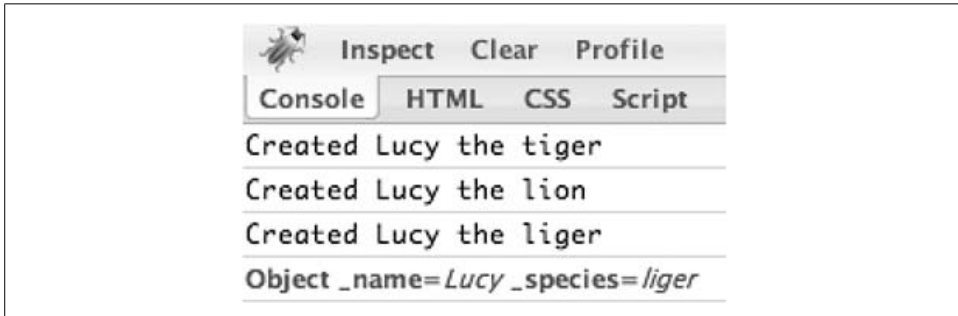 Inspect Clear Profile
Console HTML CSS Script
Created Lucy the tiger
Created Lucy the lion
Created Lucy the liger
Object _name=Lucy _species=liger